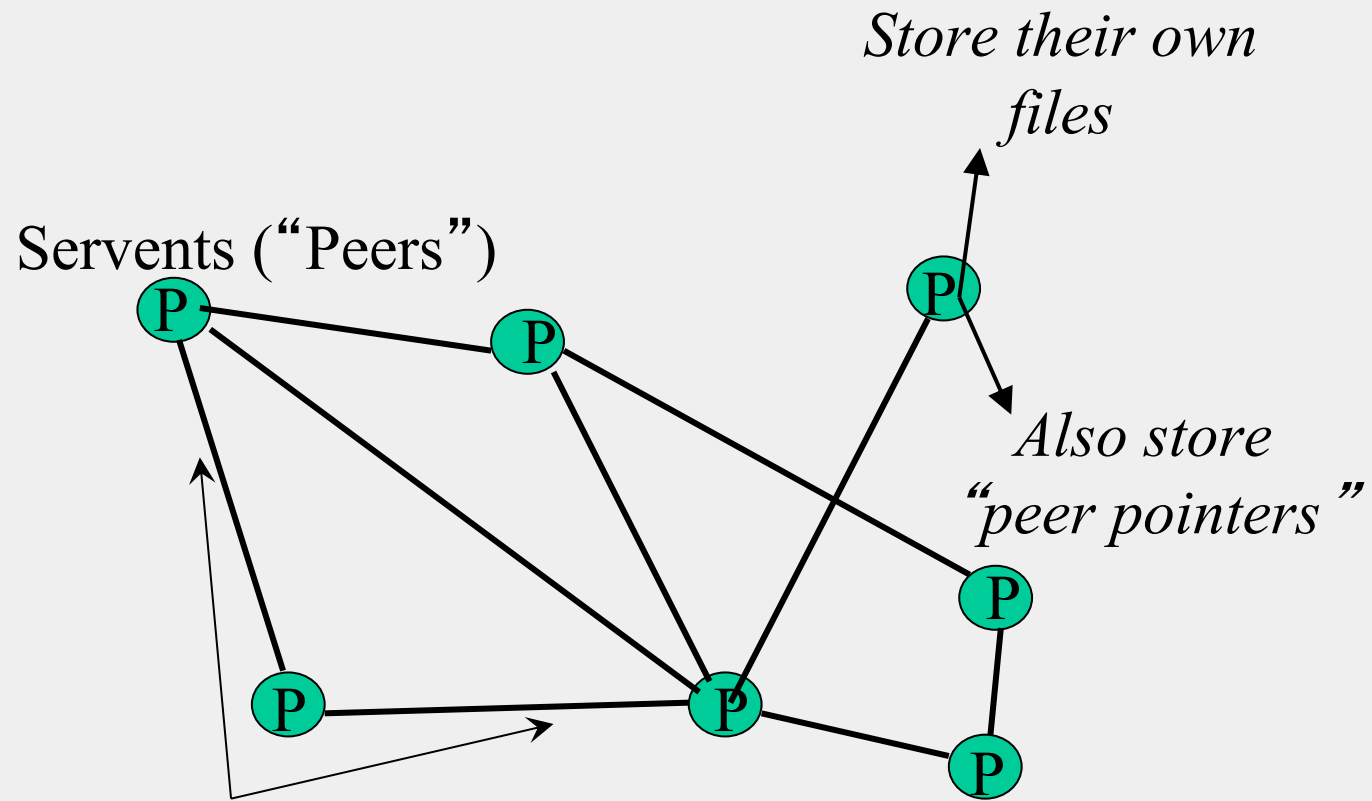 Store their own
files
Servents (“Peers”)
P
P
P
Also store
“peer pointers”
P
P
P
P